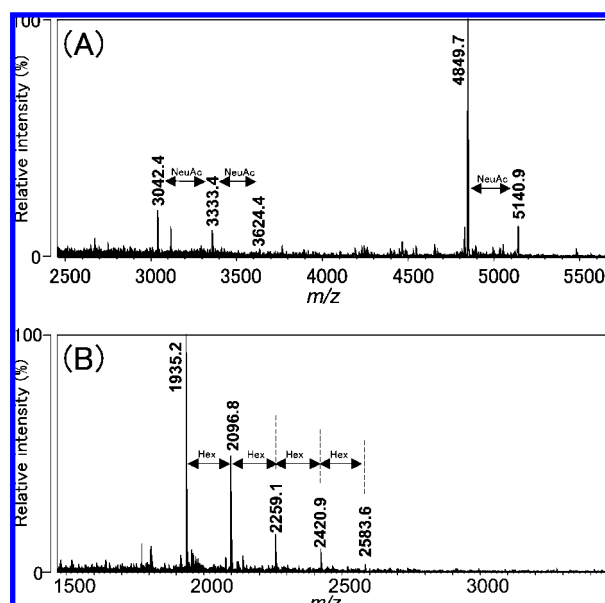 (A)
Relative intensity (%)
100
0
3042.4
NeuAc
3333.4
NeuAc
3624.4
4849.7
NeuAc
5140.9
2500 3000 3500 4000 4500 5000 5500
m/z
(B)
Relative intensity (%)
100
0
1935.2
Hex
2096.8
Hex
2259.1
Hex
2420.9
Hex
2583.6
1500 2000 2500 3000
m/z